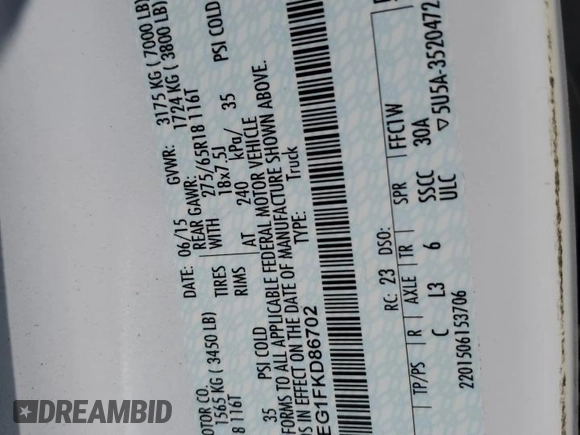 OTOR CO.
DATE: 06/15 GVWR: 3175 KG ( 7000 LB)
1565 KG ( 3450 LB) REAR GAWR: 1724 KG ( 3800 LB)
8 116T TIRES WITH 275/65R18 116T
RIMS 18x7.5J
35 PSI COLD AT 240 kPa/ 35 PSI COLD
FORMS TO ALL APPLICABLE FEDERAL MOTOR VEHICLE
DS IN EFFECT ON THE DATE OF MANUFACTURE SHOWN ABOVE.
EG1FKD86702 TYPE: Truck
RC: 23 DSO: FFC1W
TP/PS R AXLE TR SPR
C L3 6 SSCC 30A
ULC ▽5U5A-3520472
2201506153706
DREAMBID